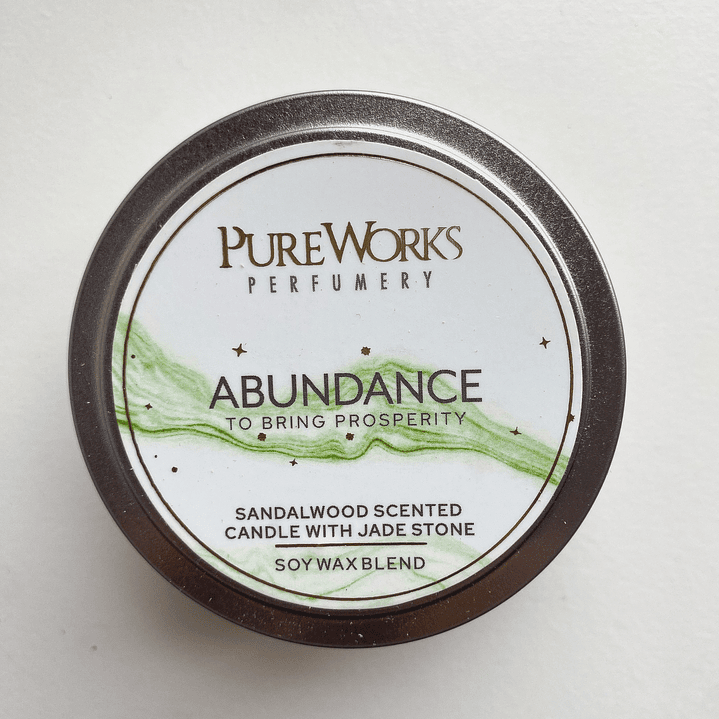 PUREWORKS
PERFUMERY
ABUNDANCE
TO BRING PROSPERITY
SANDALWOOD SCENTED
CANDLE WITH JADE STONE
SOY WAX BLEND